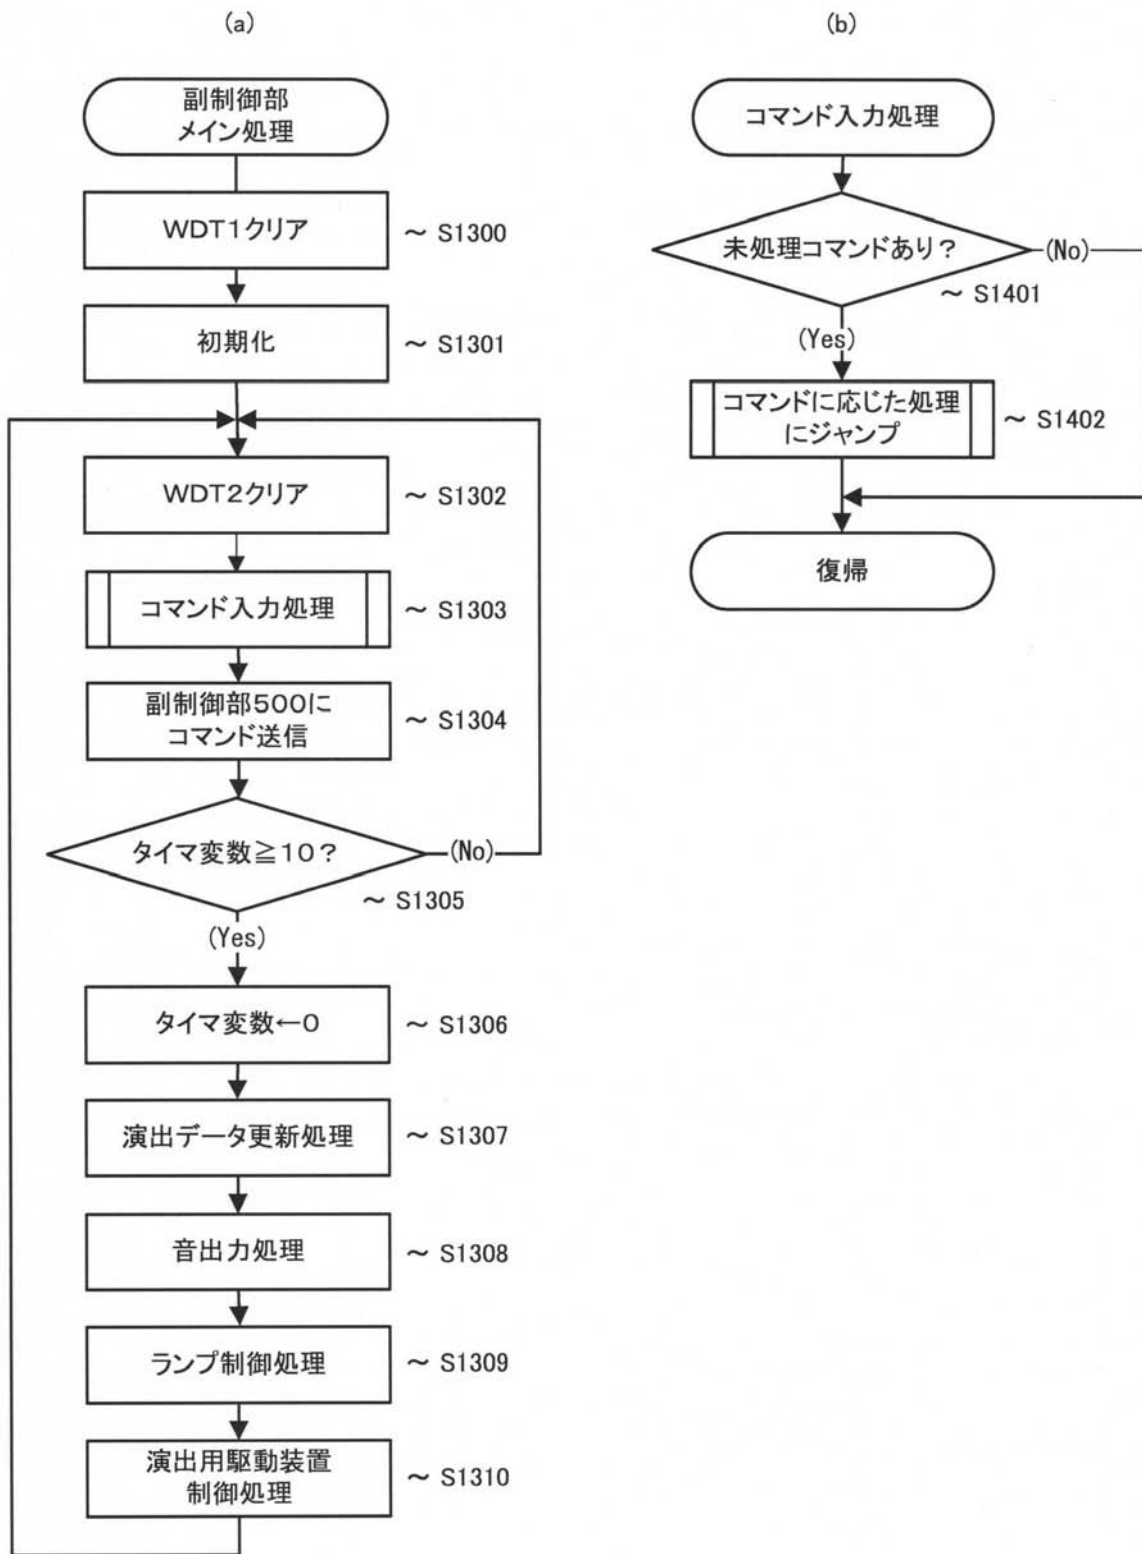 (a)
副制御部
メイン処理
WDT1クリア
～ S1300
初期化
～ S1301
WDT2クリア
～ S1302
コマンド入力処理
～ S1303
副制御部500に
コマンド送信
～ S1304
タイマ変数≧10?
(No)
～ S1305
(Yes)
タイマ変数←0
～ S1306
演出データ更新処理
～ S1307
音出力処理
～ S1308
ランプ制御処理
～ S1309
演出用駆動装置
制御処理
～ S1310
(b)
コマンド入力処理
未処理コマンドあり?
(No)
～ S1401
(Yes)
コマンドに応じた処理
にジャンプ
～ S1402
復帰